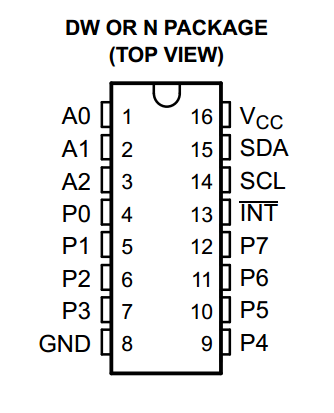 DW OR N PACKAGE
(TOP VIEW)
A0 1 16 VCC
A1 2 15 SDA
A2 3 14 SCL
P0 4 13 INT
P1 5 12 P7
P2 6 11 P6
P3 7 10 P5
GND 8 9 P4